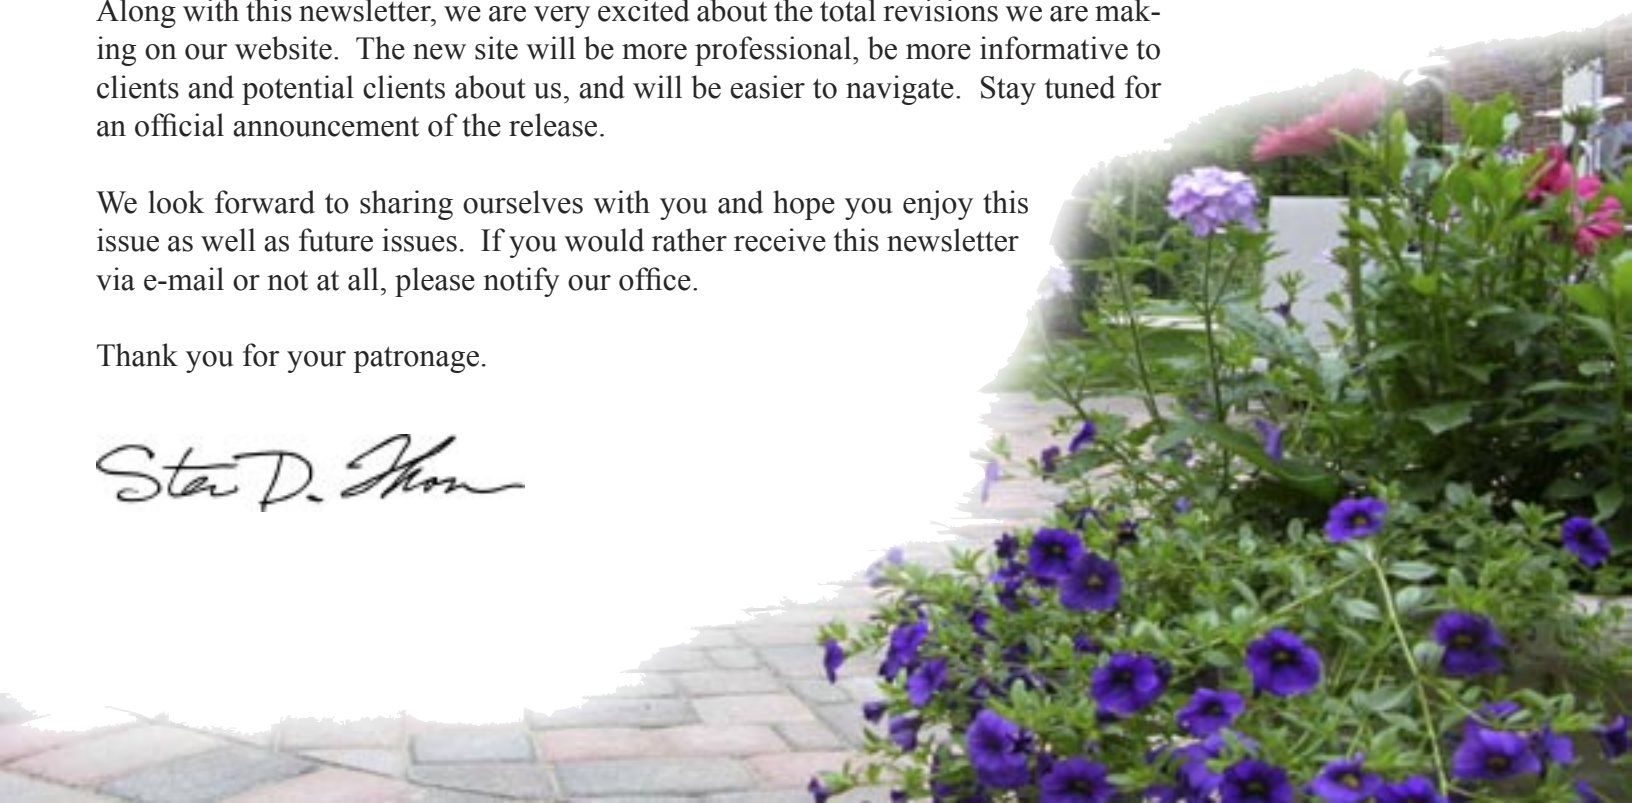 Along with this newsletter, we are very excited about the total revisions we are mak-
ing on our website.  The new site will be more professional, be more informative to
clients and potential clients about us, and will be easier to navigate.  Stay tuned for
an official announcement of the release.
We look forward to sharing ourselves with you and hope you enjoy this
issue as well as future issues.  If you would rather receive this newsletter
via e-mail or not at all, please notify our office.
Thank you for your patronage.
D.